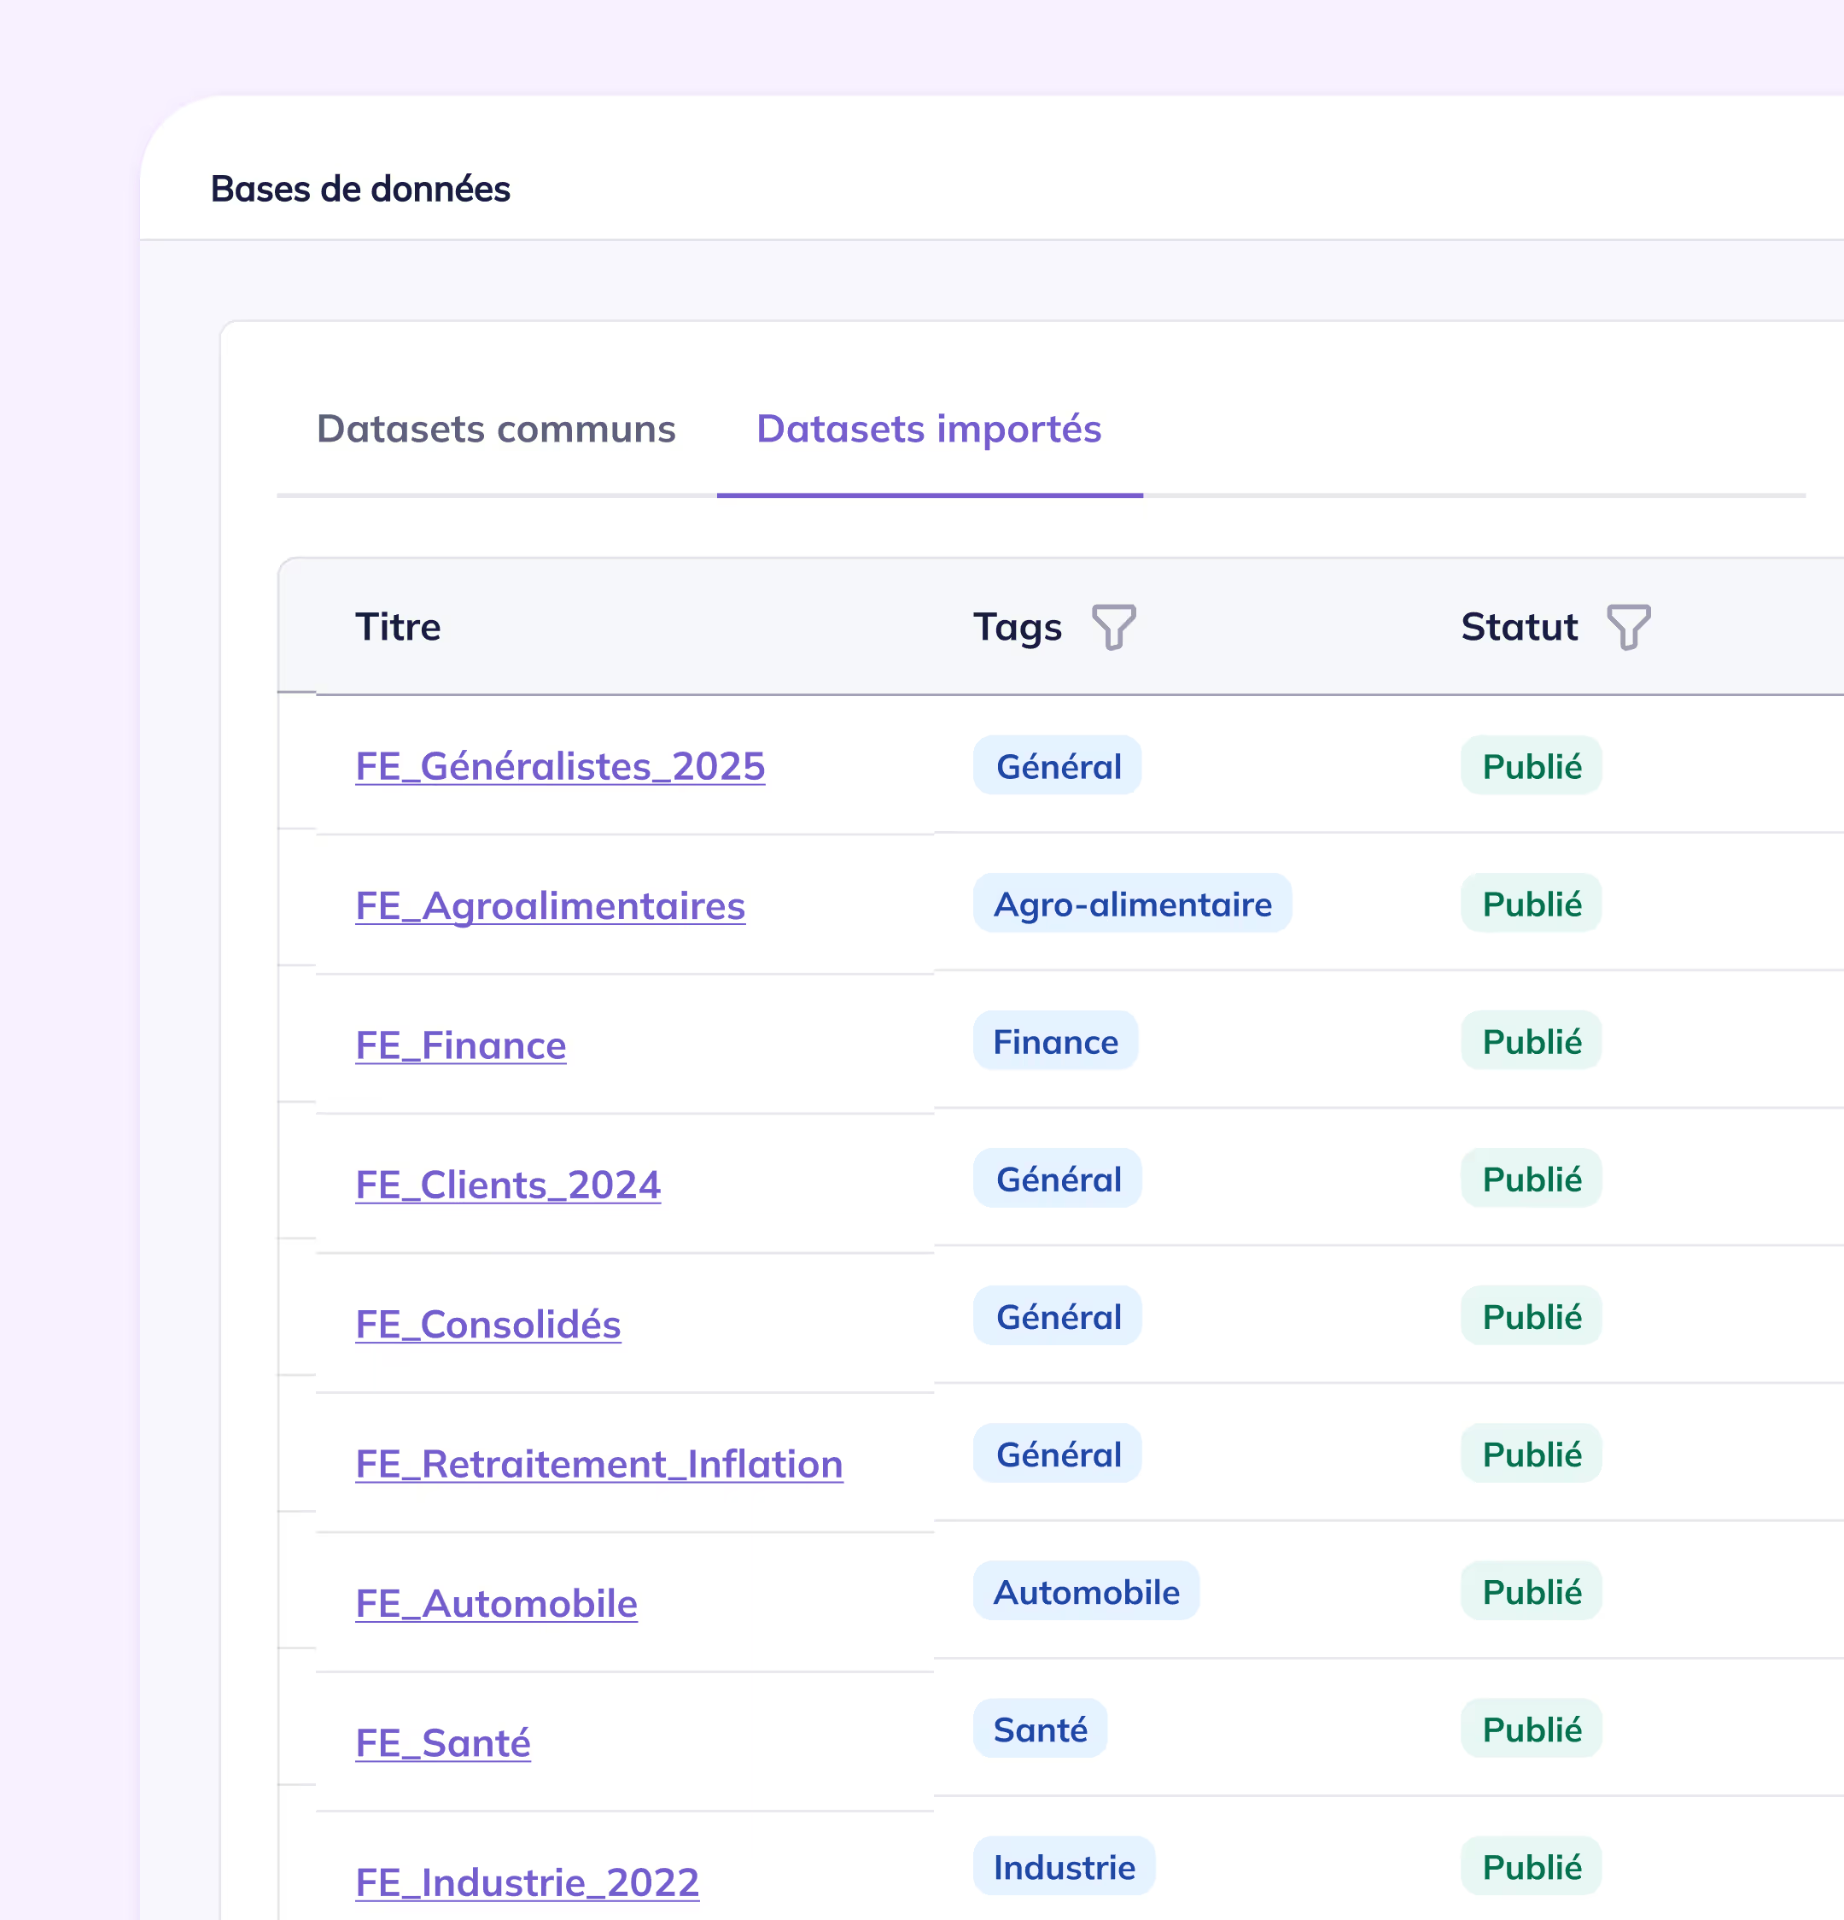 Bases de données
Datasets communs Datasets importés
Titre Tags Statut
FE_Généralistes_2025 Général Publié
FE_Agroalimentaires Agro-alimentaire Publié
FE_Finance Finance Publié
FE_Clients_2024 Général Publié
FE_Consolidés Général Publié
FE_Retraitement_Inflation Général Publié
FE_Automobile Automobile Publié
FE_Santé Santé Publié
FE_Industrie_2022 Industrie Publié